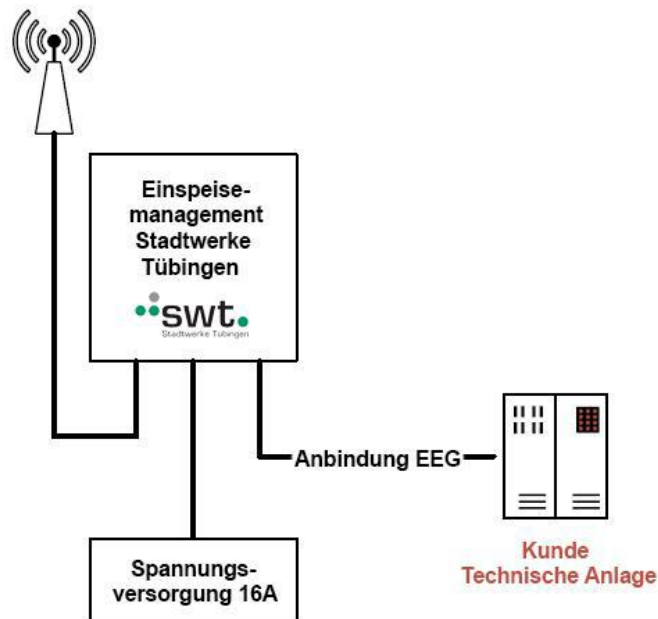 Einspeise-
management
Stadtwerke
Tübingen
swt.
Stadtwerke Tübingen
Anbindung EEG
Kunde
Technische Anlage
Spannungs-
versorgung 16A